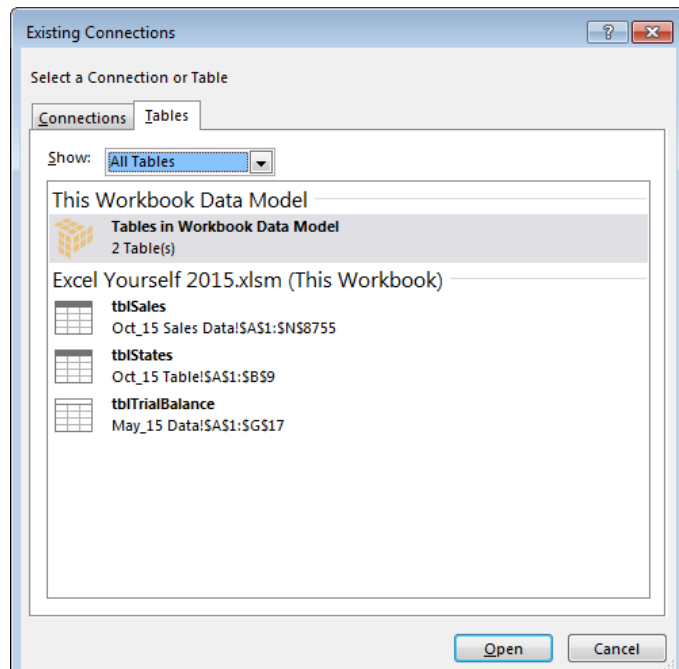 Existing Connections
?
Select a Connection or Table
Connections Tables
Show: All Tables
This Workbook Data Model
Tables in Workbook Data Model
2 Table(s)
Excel Yourself 2015.xlsm (This Workbook)
tblSales
Oct_15 Sales Data!$A$1:$N$8755
tblStates
Oct_15 Table!$A$1:$B$9
tblTrialBalance
May_15 Data!$A$1:$G$17
Open Cancel